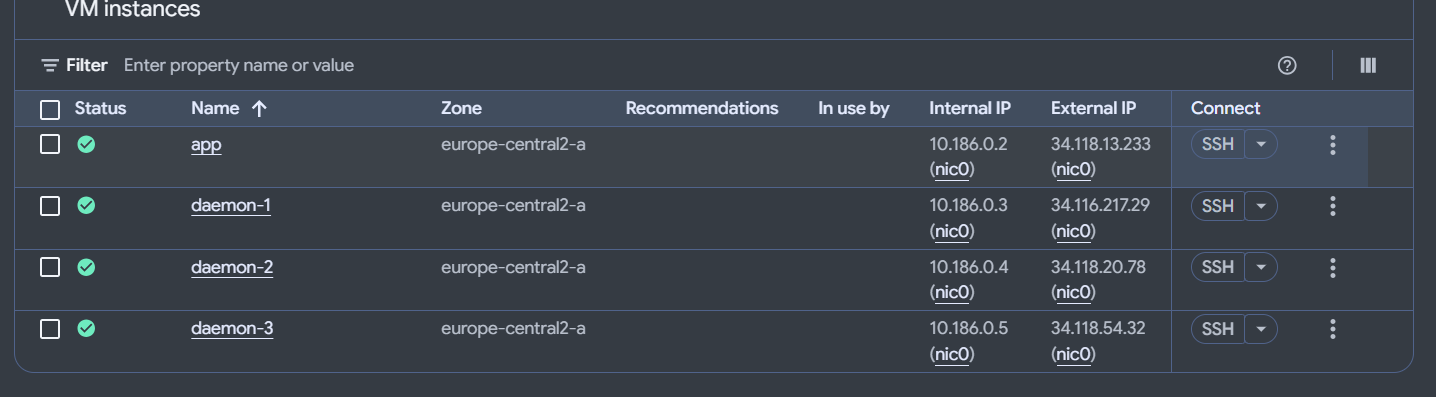 VM instances
Filter Enter property name or value
Status Name Zone Recommendations In use by Internal IP External IP Connect
app europe-central2-a 10.186.0.2 34.118.13.233 SSH
(nic0) (nic0)
daemon-1 europe-central2-a 10.186.0.3 34.116.217.29 SSH
(nic0) (nic0)
daemon-2 europe-central2-a 10.186.0.4 34.118.20.78 SSH
(nic0) (nic0)
daemon-3 europe-central2-a 10.186.0.5 34.118.54.32 SSH
(nic0) (nic0)